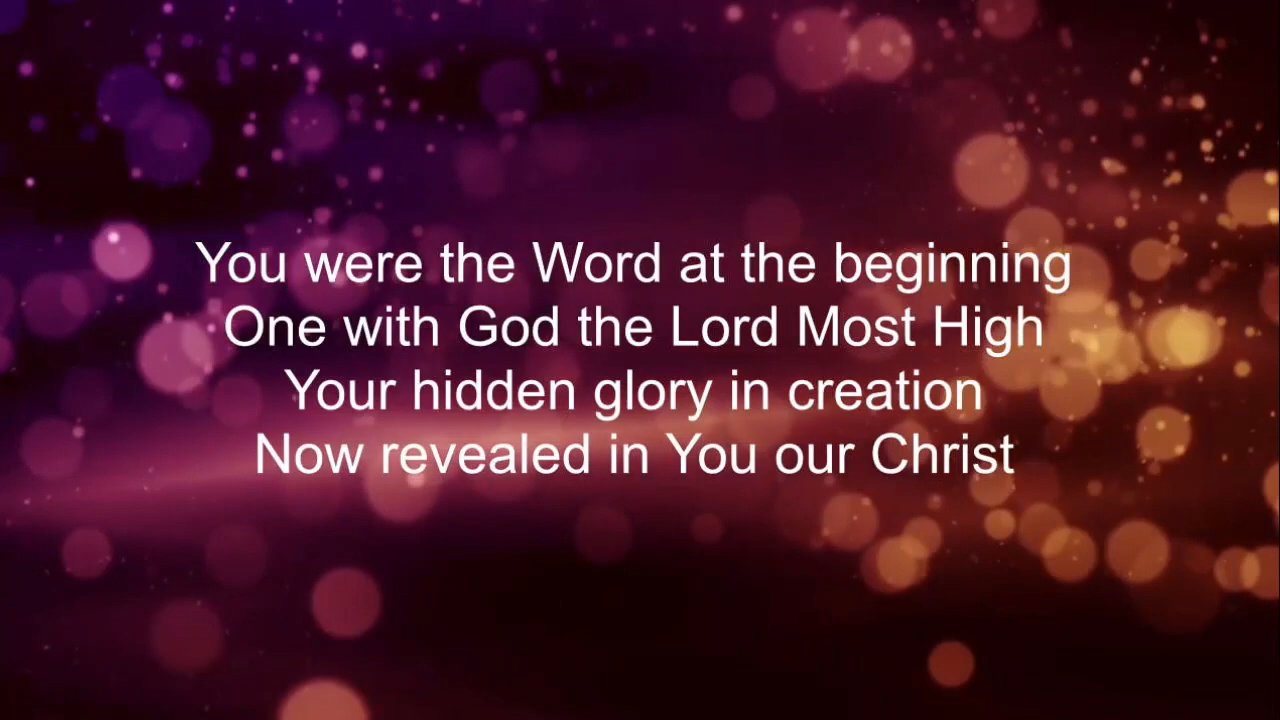 You were the Word at the beginning
One with God the Lord Most High
Your hidden glory in creation
Now revealed in You our Christ